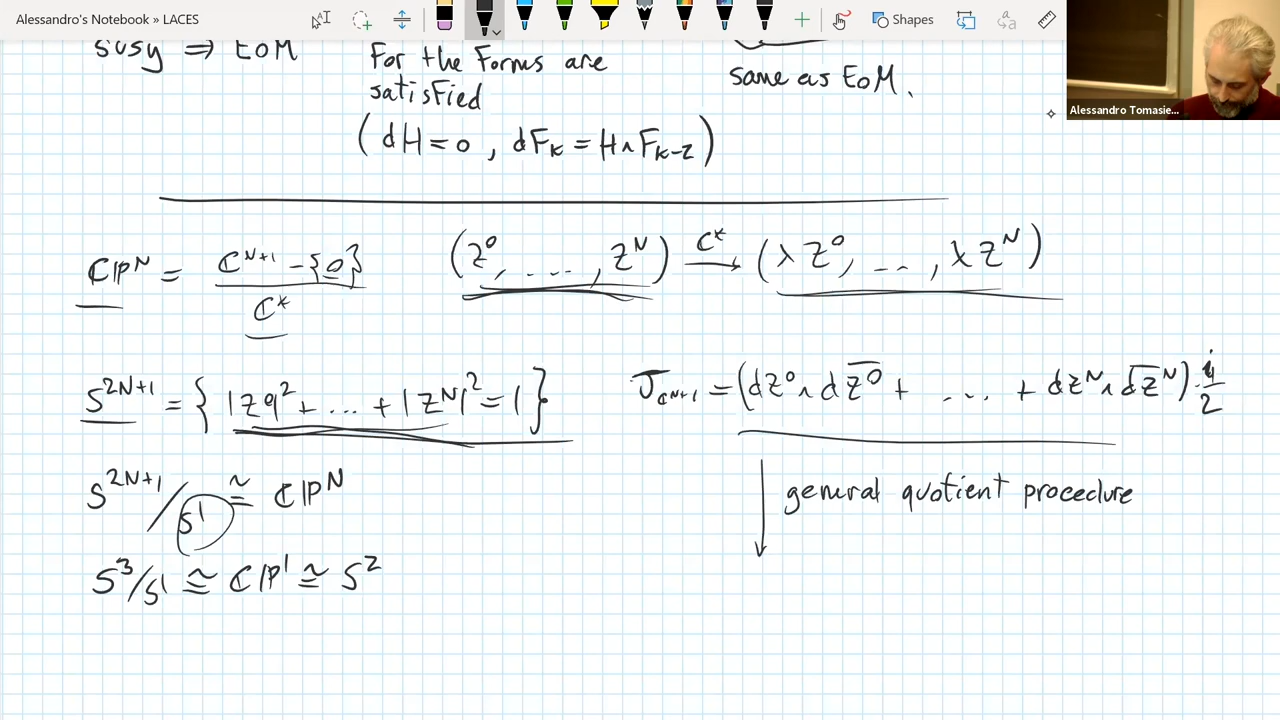 Alessandro's Notebook » LACES
Shapes
Alessandro Tomasie...
susy ⇒ EoM
For the Forms are
satisfied
same as EoM.
(dH = 0, dF_K = H∧F_{K-2})
ℂℙ^N = (ℂ^{N+1} - {0}) / ℂ^*
(z^0, ..., z^N) →^{ℂ^*} (λz^0, ..., λz^N)
S^{2N+1} = {|z^0|^2 + ... + |z^N|^2 = 1}
J_{ℂ^{N+1}} = (dz^0 ∧ d\overline{z^0} + ... + dz^N ∧ d\overline{z}^N) · i/2
S^{2N+1}/S^1 ≅ ℂℙ^N
general quotient procedure
S^3/S^1 ≅ ℂℙ^1 ≅ S^2